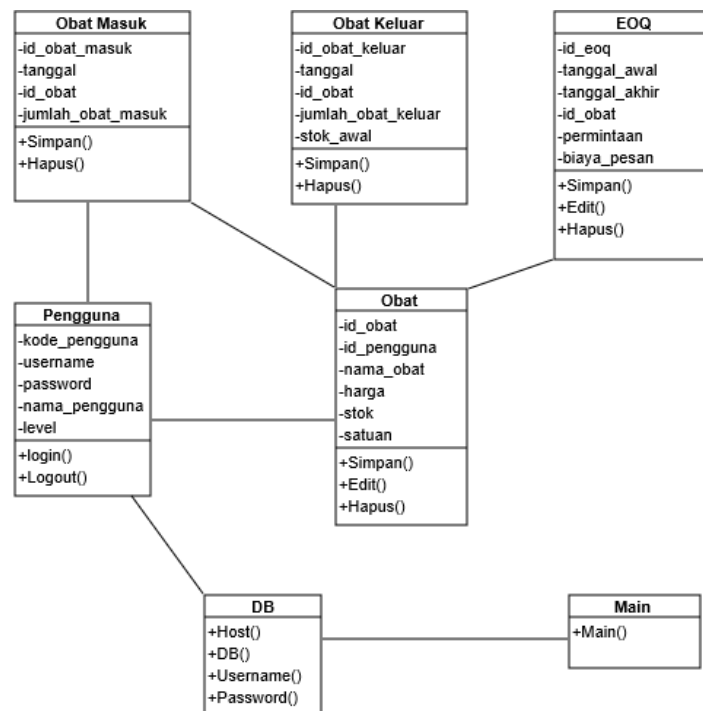 Obat Masuk
-id_obat_masuk
-tanggal
-id_obat
-jumlah_obat_masuk
+Simpan()
+Hapus()
Obat Keluar
-id_obat_keluar
-tanggal
-id_obat
-jumlah_obat_keluar
-stok_awal
+Simpan()
+Hapus()
EOQ
-id_eoq
-tanggal_awal
-tanggal_akhir
-id_obat
-permintaan
-biaya_pesan
+Simpan()
+Edit()
+Hapus()
Pengguna
-kode_pengguna
-username
-password
-nama_pengguna
-level
+login()
+Logout()
Obat
-id_obat
-id_pengguna
-nama_obat
-harga
-stok
-satuan
+Simpan()
+Edit()
+Hapus()
DB
+Host()
+DB()
+Username()
+Password()
Main
+Main()